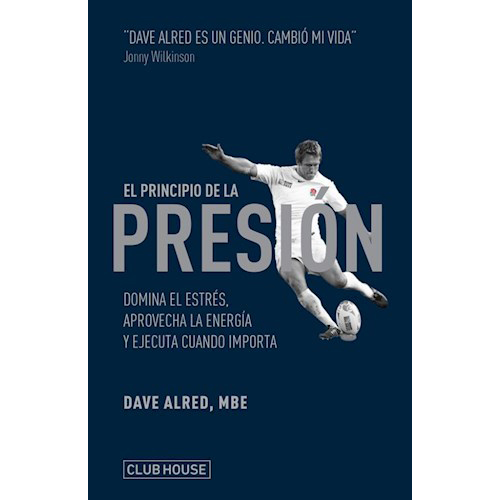 "DAVE ALRED ES UN GENIO. CAMBIÓ MI VIDA"
Jonny Wilkinson
EL PRINCIPIO DE LA
PRESIÓN
DOMINA EL ESTRÉS,
APROVECHA LA ENERGÍA
Y EJECUTA CUANDO IMPORTA
DAVE ALRED, MBE
CLUB HOUSE